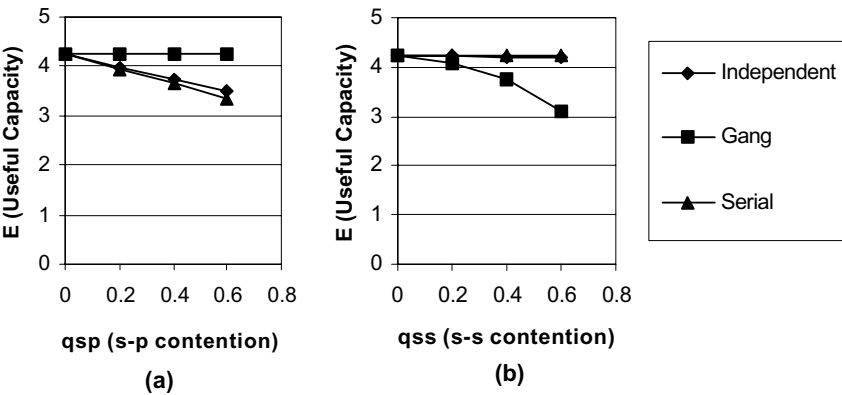 5
4
3
2
1
0
E (Useful Capacity)
0 0.2 0.4 0.6 0.8
qsp (s-p contention)
(a)
5
4
3
2
1
0
E (Useful Capacity)
0 0.2 0.4 0.6 0.8
qss (s-s contention)
(b)
Independent
Gang
Serial